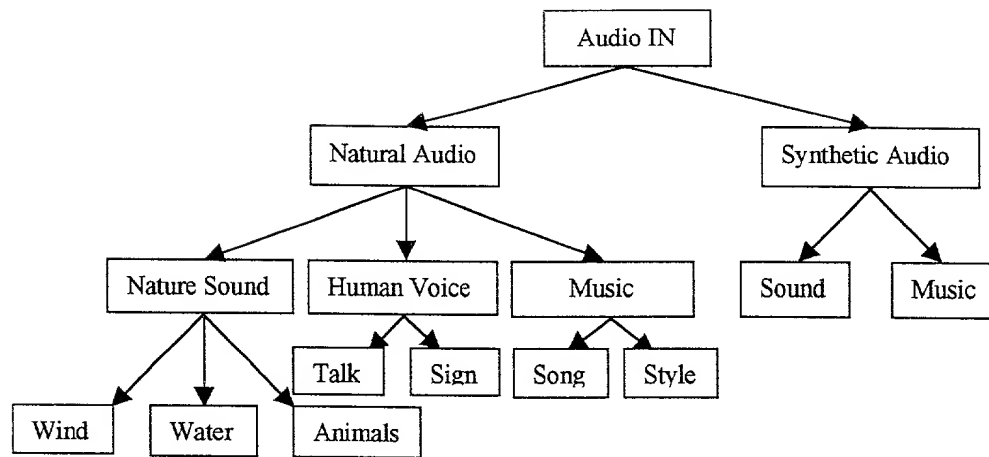 Audio IN
Natural Audio
Synthetic Audio
Nature Sound
Human Voice
Music
Sound
Music
Talk
Sign
Song
Style
Wind
Water
Animals